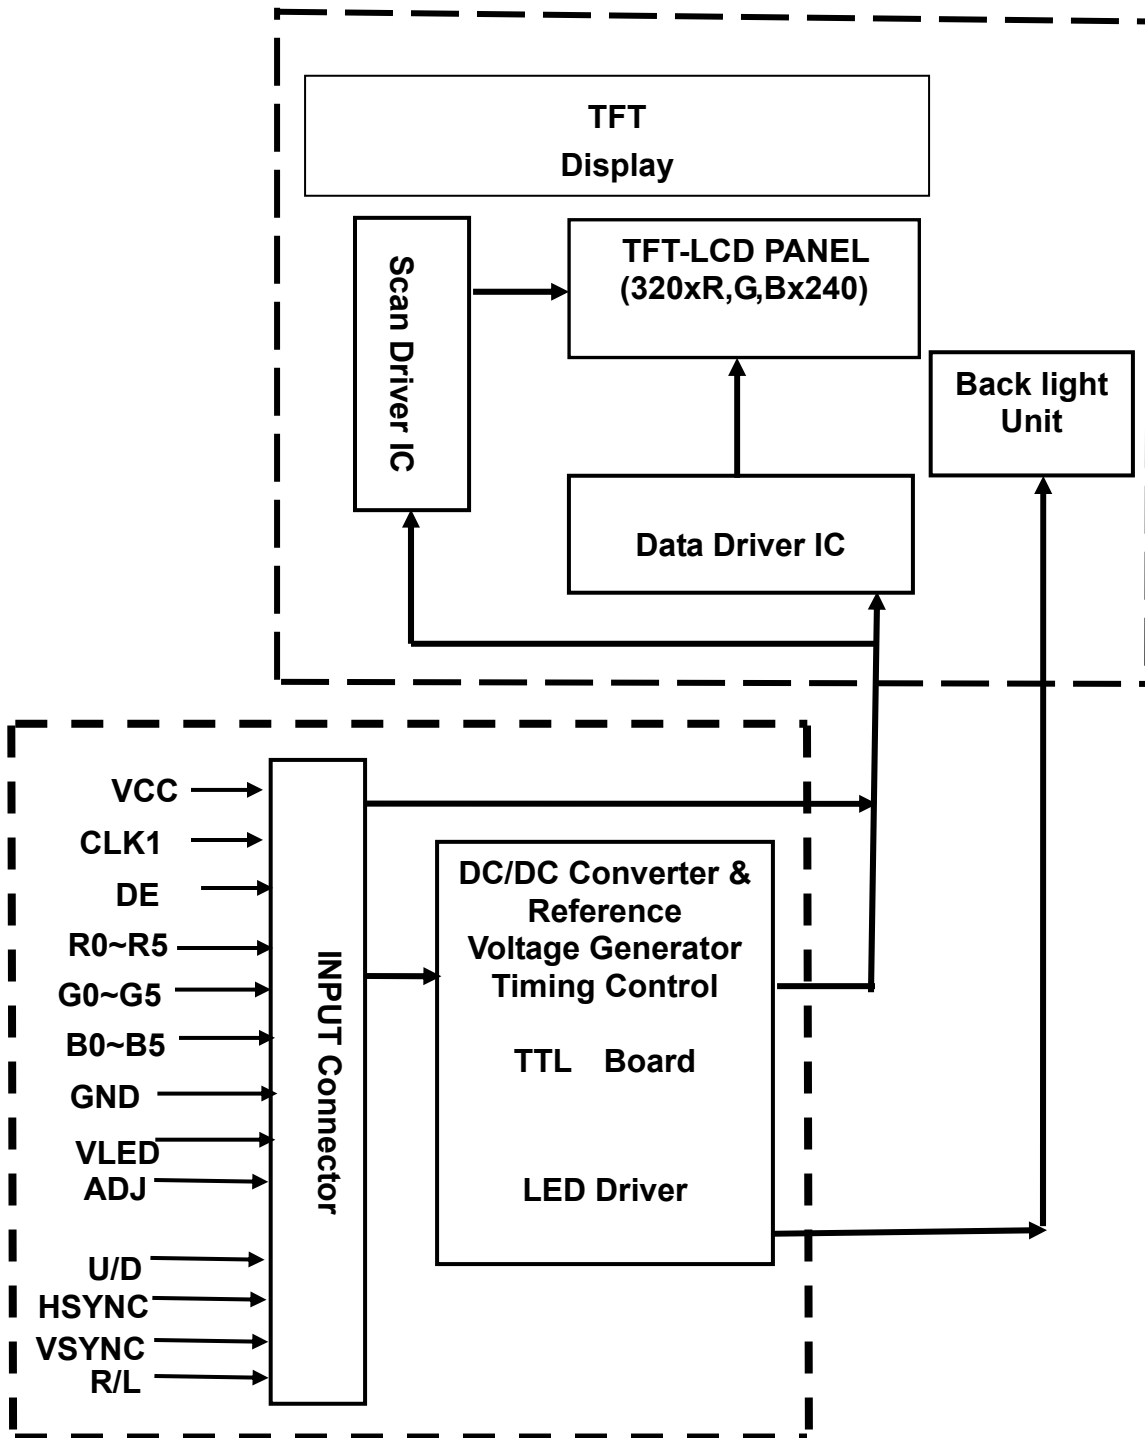 TFT
Display
Scan Driver IC
TFT-LCD PANEL
(320xR,G,Bx240)
Back light
Unit
Data Driver IC
VCC
CLK1
DE
R0~R5
G0~G5
B0~B5
GND
VLED
ADJ
U/D
HSYNC
VSYNC
R/L
INPUT Connector
DC/DC Converter &
Reference
Voltage Generator
Timing Control
TTL Board
LED Driver